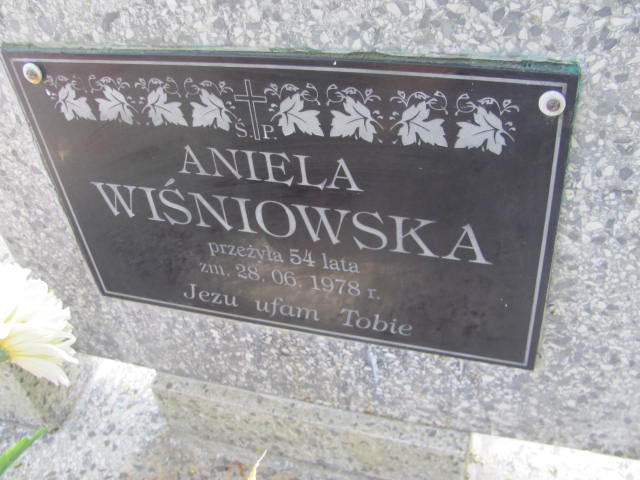 Ś. P.
ANIELA
WIŚNIOWSKA
przeżyła 54 lata
zm. 28. 06. 1978 r.
Jezu ufam Tobie